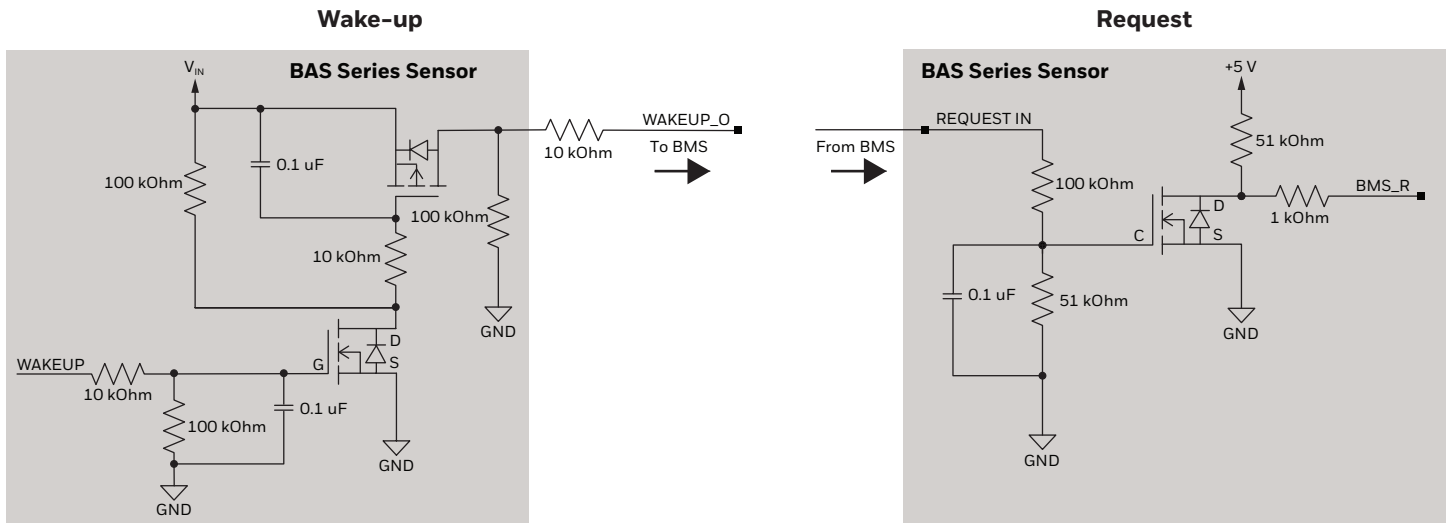 Wake-up
Request
V_IN
BAS Series Sensor
100 kOhm
0.1 uF
100 kOhm
10 kOhm
WAKEUP_O
10 kOhm
To BMS
GND
D
G
S
WAKEUP
10 kOhm
0.1 uF
100 kOhm
GND
GND
BAS Series Sensor
+5 V
REQUEST IN
From BMS
51 kOhm
100 kOhm
D
BMS_R
1 kOhm
C
S
0.1 uF
51 kOhm
GND
GND